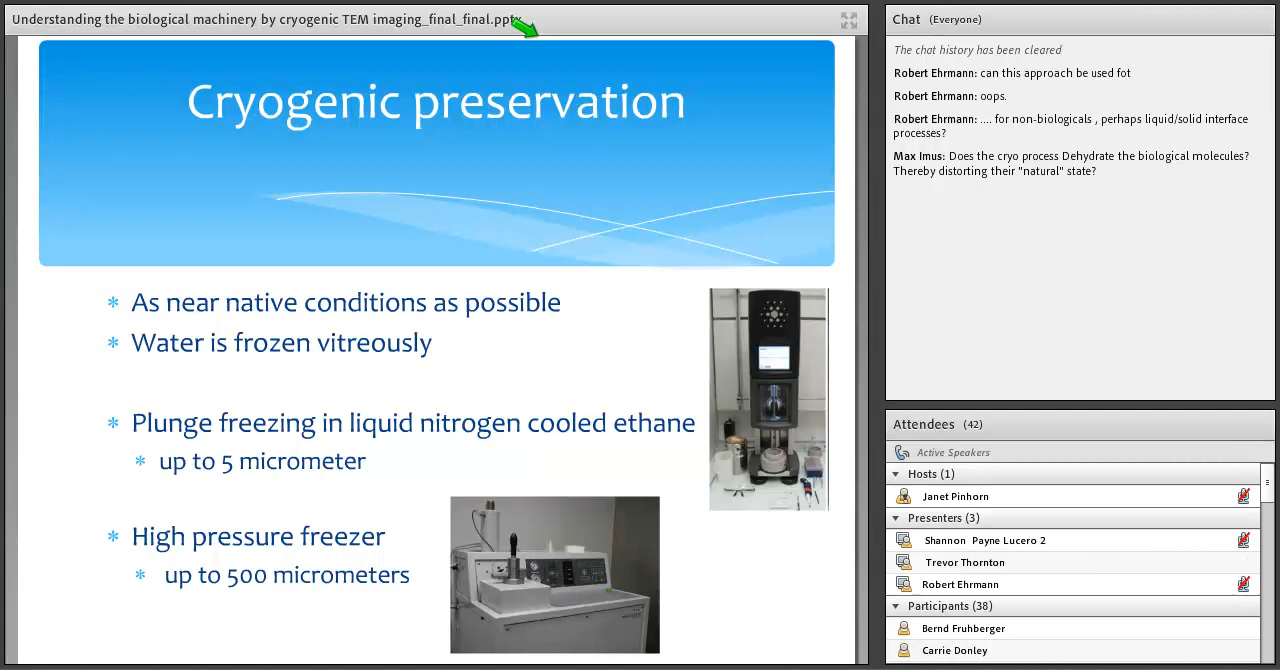 Understanding the biological machinery by cryogenic TEM imaging_final_final.pptx
Cryogenic preservation
As near native conditions as possible
Water is frozen vitreously
Plunge freezing in liquid nitrogen cooled ethane
up to 5 micrometer
High pressure freezer
up to 500 micrometers
Chat (Everyone)
The chat history has been cleared
Robert Ehrmann: can this approach be used fot
Robert Ehrmann: oops.
Robert Ehrmann: .... for non-biologicals , perhaps liquid/solid interface
processes?
Max Imus: Does the cryo process Dehydrate the biological molecules?
Thereby distorting their "natural" state?
Attendees (42)
Active Speakers
Hosts (1)
Janet Pinhorn
Presenters (3)
Shannon Payne Lucero 2
Trevor Thornton
Robert Ehrmann
Participants (38)
Bernd Fruhberger
Carrie Donley